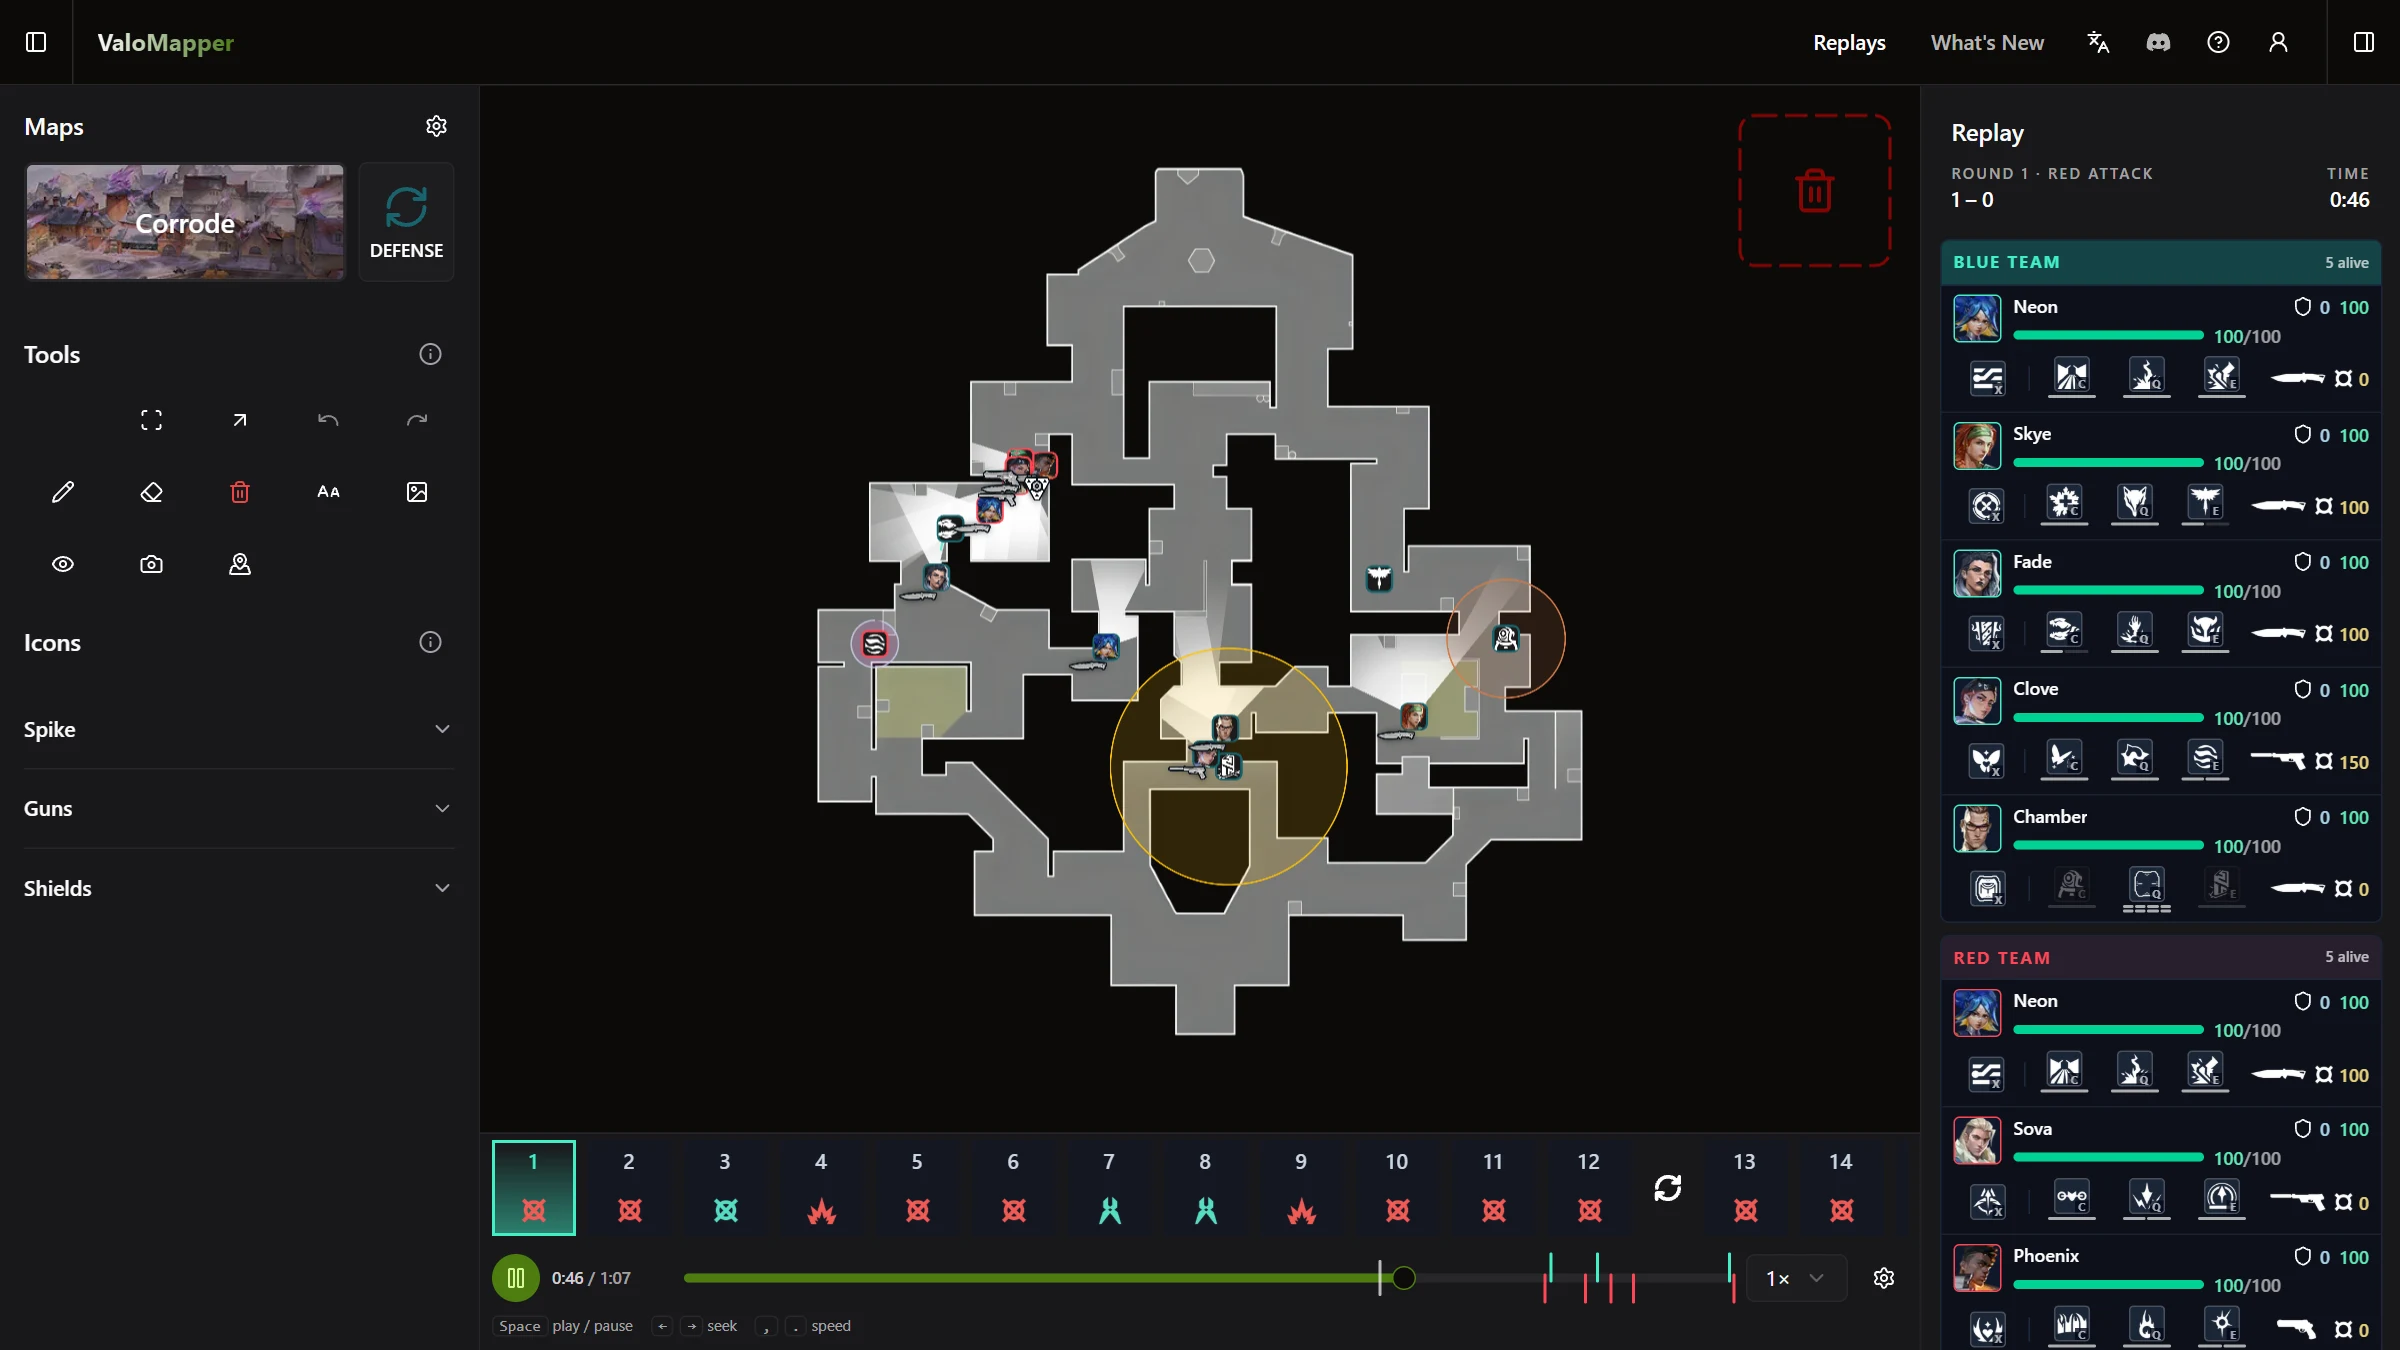 ValoMapper
Replays
What's New
Maps
Corrode
DEFENSE
Tools
Icons
Spike
Guns
Shields
1 2 3 4 5 6 7 8 9 10 11 12 13 14
0:46 / 1:07
1×
Space play / pause ← → seek , . speed
Replay
ROUND 1 · RED ATTACK TIME
1 – 0 0:46
BLUE TEAM 5 alive
Neon 0 100
100/100
X C Q E 0
Skye 0 100
100/100
X C Q E 100
Fade 0 100
100/100
X C Q E 100
Clove 0 100
100/100
X C Q E 150
Chamber 0 100
100/100
X C Q E 0
RED TEAM 5 alive
Neon 0 100
100/100
X C Q E 100
Sova 0 100
100/100
X C Q E 0
Phoenix 0 100
100/100
X C Q E 0